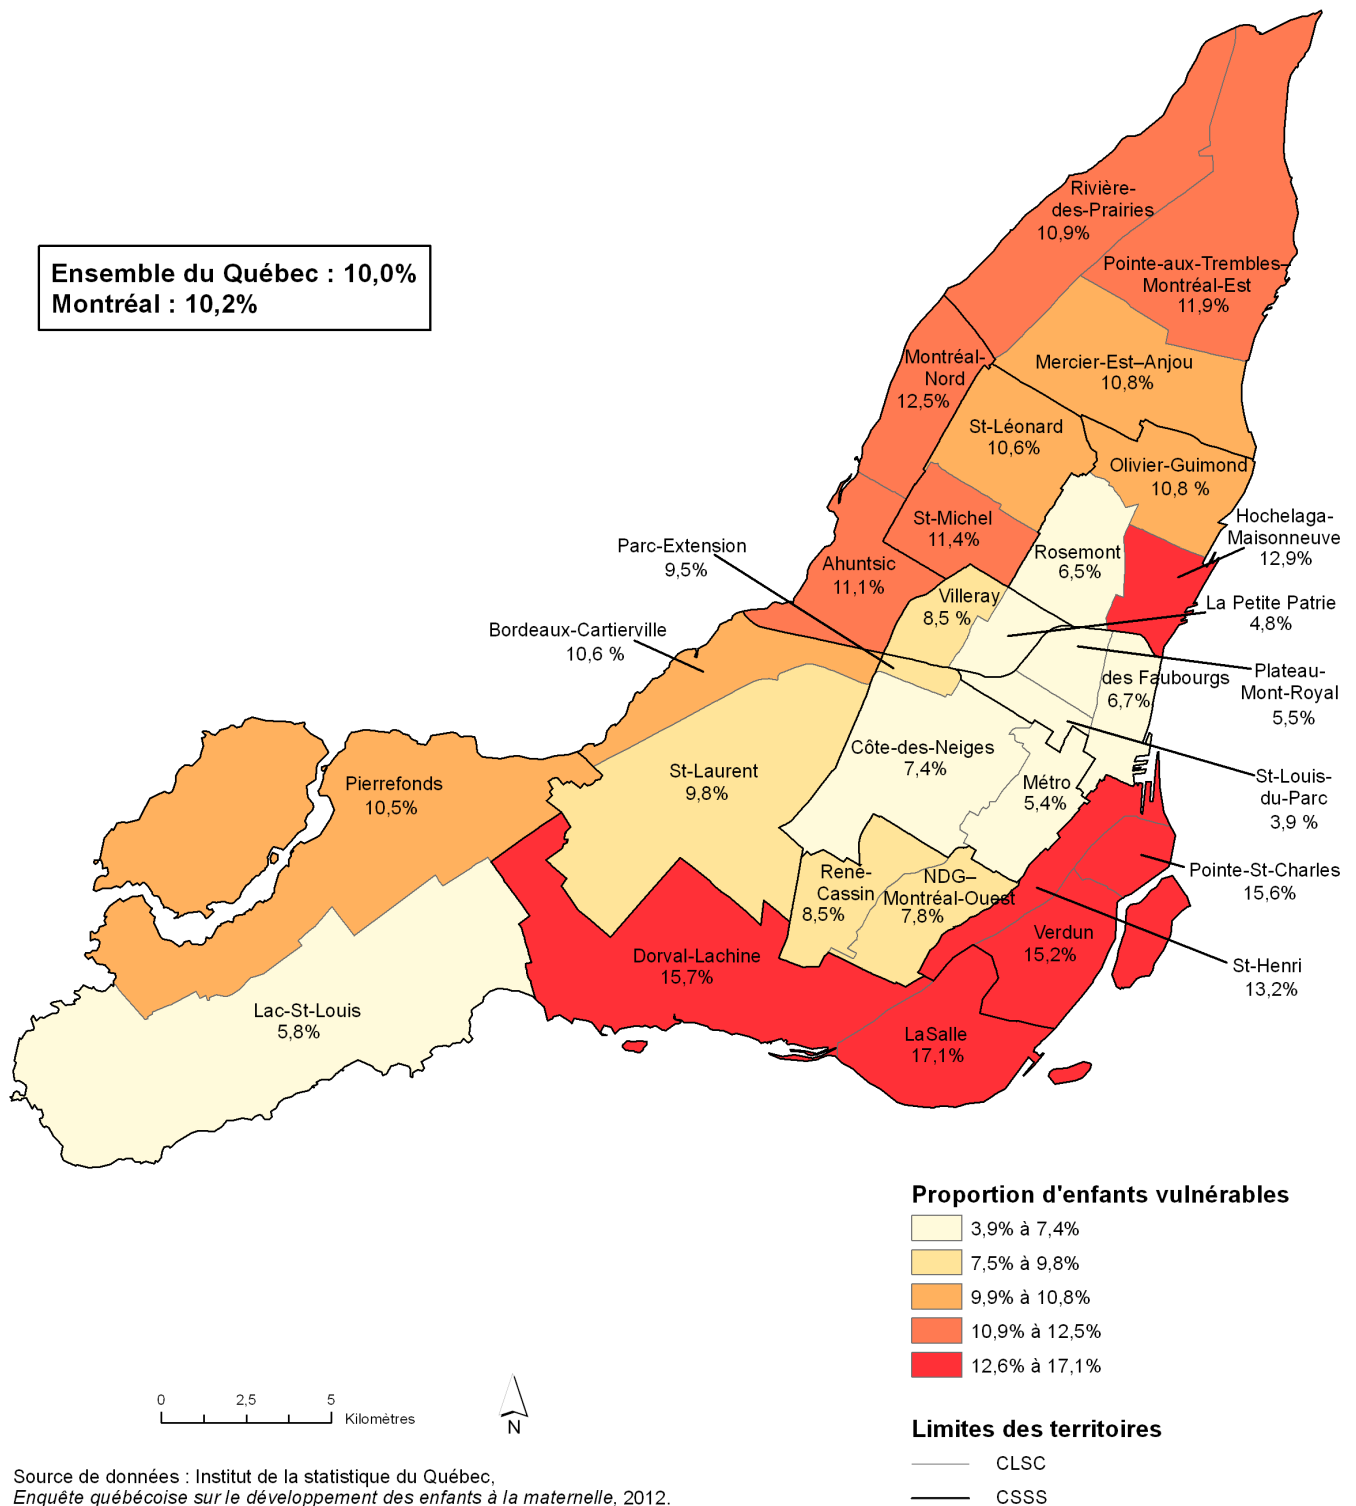 Rivière-
des-Prairies
10,9%
Pointe-aux-Trembles–
Montréal-Est
11,9%
Ensemble du Québec : 10,0%
Montréal : 10,2%
Montréal-
Nord
12,5%
Mercier-Est–Anjou
10,8%
St-Léonard
10,6%
Olivier-Guimond
10,8 %
Hochelaga-
Maisonneuve
12,9%
St-Michel
11,4%
Parc-Extension
9,5%
Rosemont
6,5%
Ahuntsic
11,1%
Villeray
8,5 %
La Petite Patrie
4,8%
Bordeaux-Cartierville
10,6 %
Plateau-
Mont-Royal
5,5%
des Faubourgs
6,7%
Côte-des-Neiges
7,4%
St-Laurent
9,8%
Pierrefonds
10,5%
Métro
5,4%
St-Louis-
du-Parc
3,9 %
Pointe-St-Charles
15,6%
René-
Cassin
8,5%
NDG–
Montréal-Ouest
7,8%
Verdun
15,2%
Dorval-Lachine
15,7%
St-Henri
13,2%
Lac-St-Louis
5,8%
LaSalle
17,1%
Proportion d'enfants vulnérables
3,9% à 7,4%
7,5% à 9,8%
9,9% à 10,8%
10,9% à 12,5%
12,6% à 17,1%
0 2,5 5
Kilomètres
N
Limites des territoires
CLSC
CSSS
Source de données : Institut de la statistique du Québec,
Enquête québécoise sur le développement des enfants à la maternelle, 2012.